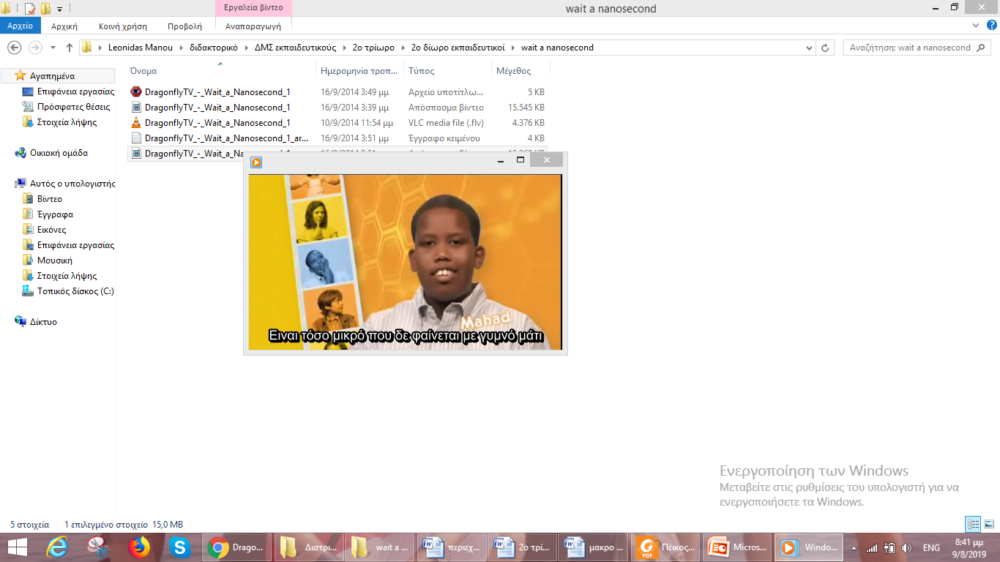 wait a nanosecond
Εργαλεία βίντεο
Αρχείο Αρχική Κοινή χρήση Προβολή Αναπαραγωγή
Leonidas Manou διδακτορικό ΔΜΣ εκπαιδευτικούς 2ο τρίωρο 2ο δίωρο εκπαιδευτικοί wait a nanosecond
Αναζήτηση: wait a nanosecond
Αγαπημένα
Επιφάνεια εργασίας
Πρόσφατες θέσεις
Στοιχεία λήψης
Οικιακή ομάδα
Αυτός ο υπολογιστής
Βίντεο
Έγγραφα
Εικόνες
Επιφάνεια εργασίας
Μουσική
Στοιχεία λήψης
Τοπικός δίσκος (C:)
Δίκτυο
Όνομα Ημερομηνία τροπ... Τύπος Μέγεθος
DragonflyTV_-_Wait_a_Nanosecond_1 16/9/2014 3:49 μμ Αρχείο υποτίτλω... 5 KB
DragonflyTV_-_Wait_a_Nanosecond_1 16/9/2014 3:39 μμ Απόσπασμα βίντεο 15.545 KB
DragonflyTV_-_Wait_a_Nanosecond_1 10/9/2014 11:54 μμ VLC media file (.flv) 4.376 KB
DragonflyTV_-_Wait_a_Nanosecond_1_ar... 16/9/2014 3:51 μμ Έγγραφο κειμένου 4 KB
DragonflyTV_-_Wait_a_Na
Mahad
Ειναι τόσο μικρό που δε φαίνεται με γυμνό μάτι
Ενεργοποίηση των Windows
Μεταβείτε στις ρυθμίσεις του υπολογιστή για να
ενεργοποιήσετε τα Windows.
5 στοιχεία 1 επιλεγμένο στοιχείο 15,0 MB
Drago... Διατρι... wait a ... περιεχ... 2ο τρί... μακρο ... Πέικος... Micros... Windo... ENG
PDF
8:41 μμ
9/8/2019